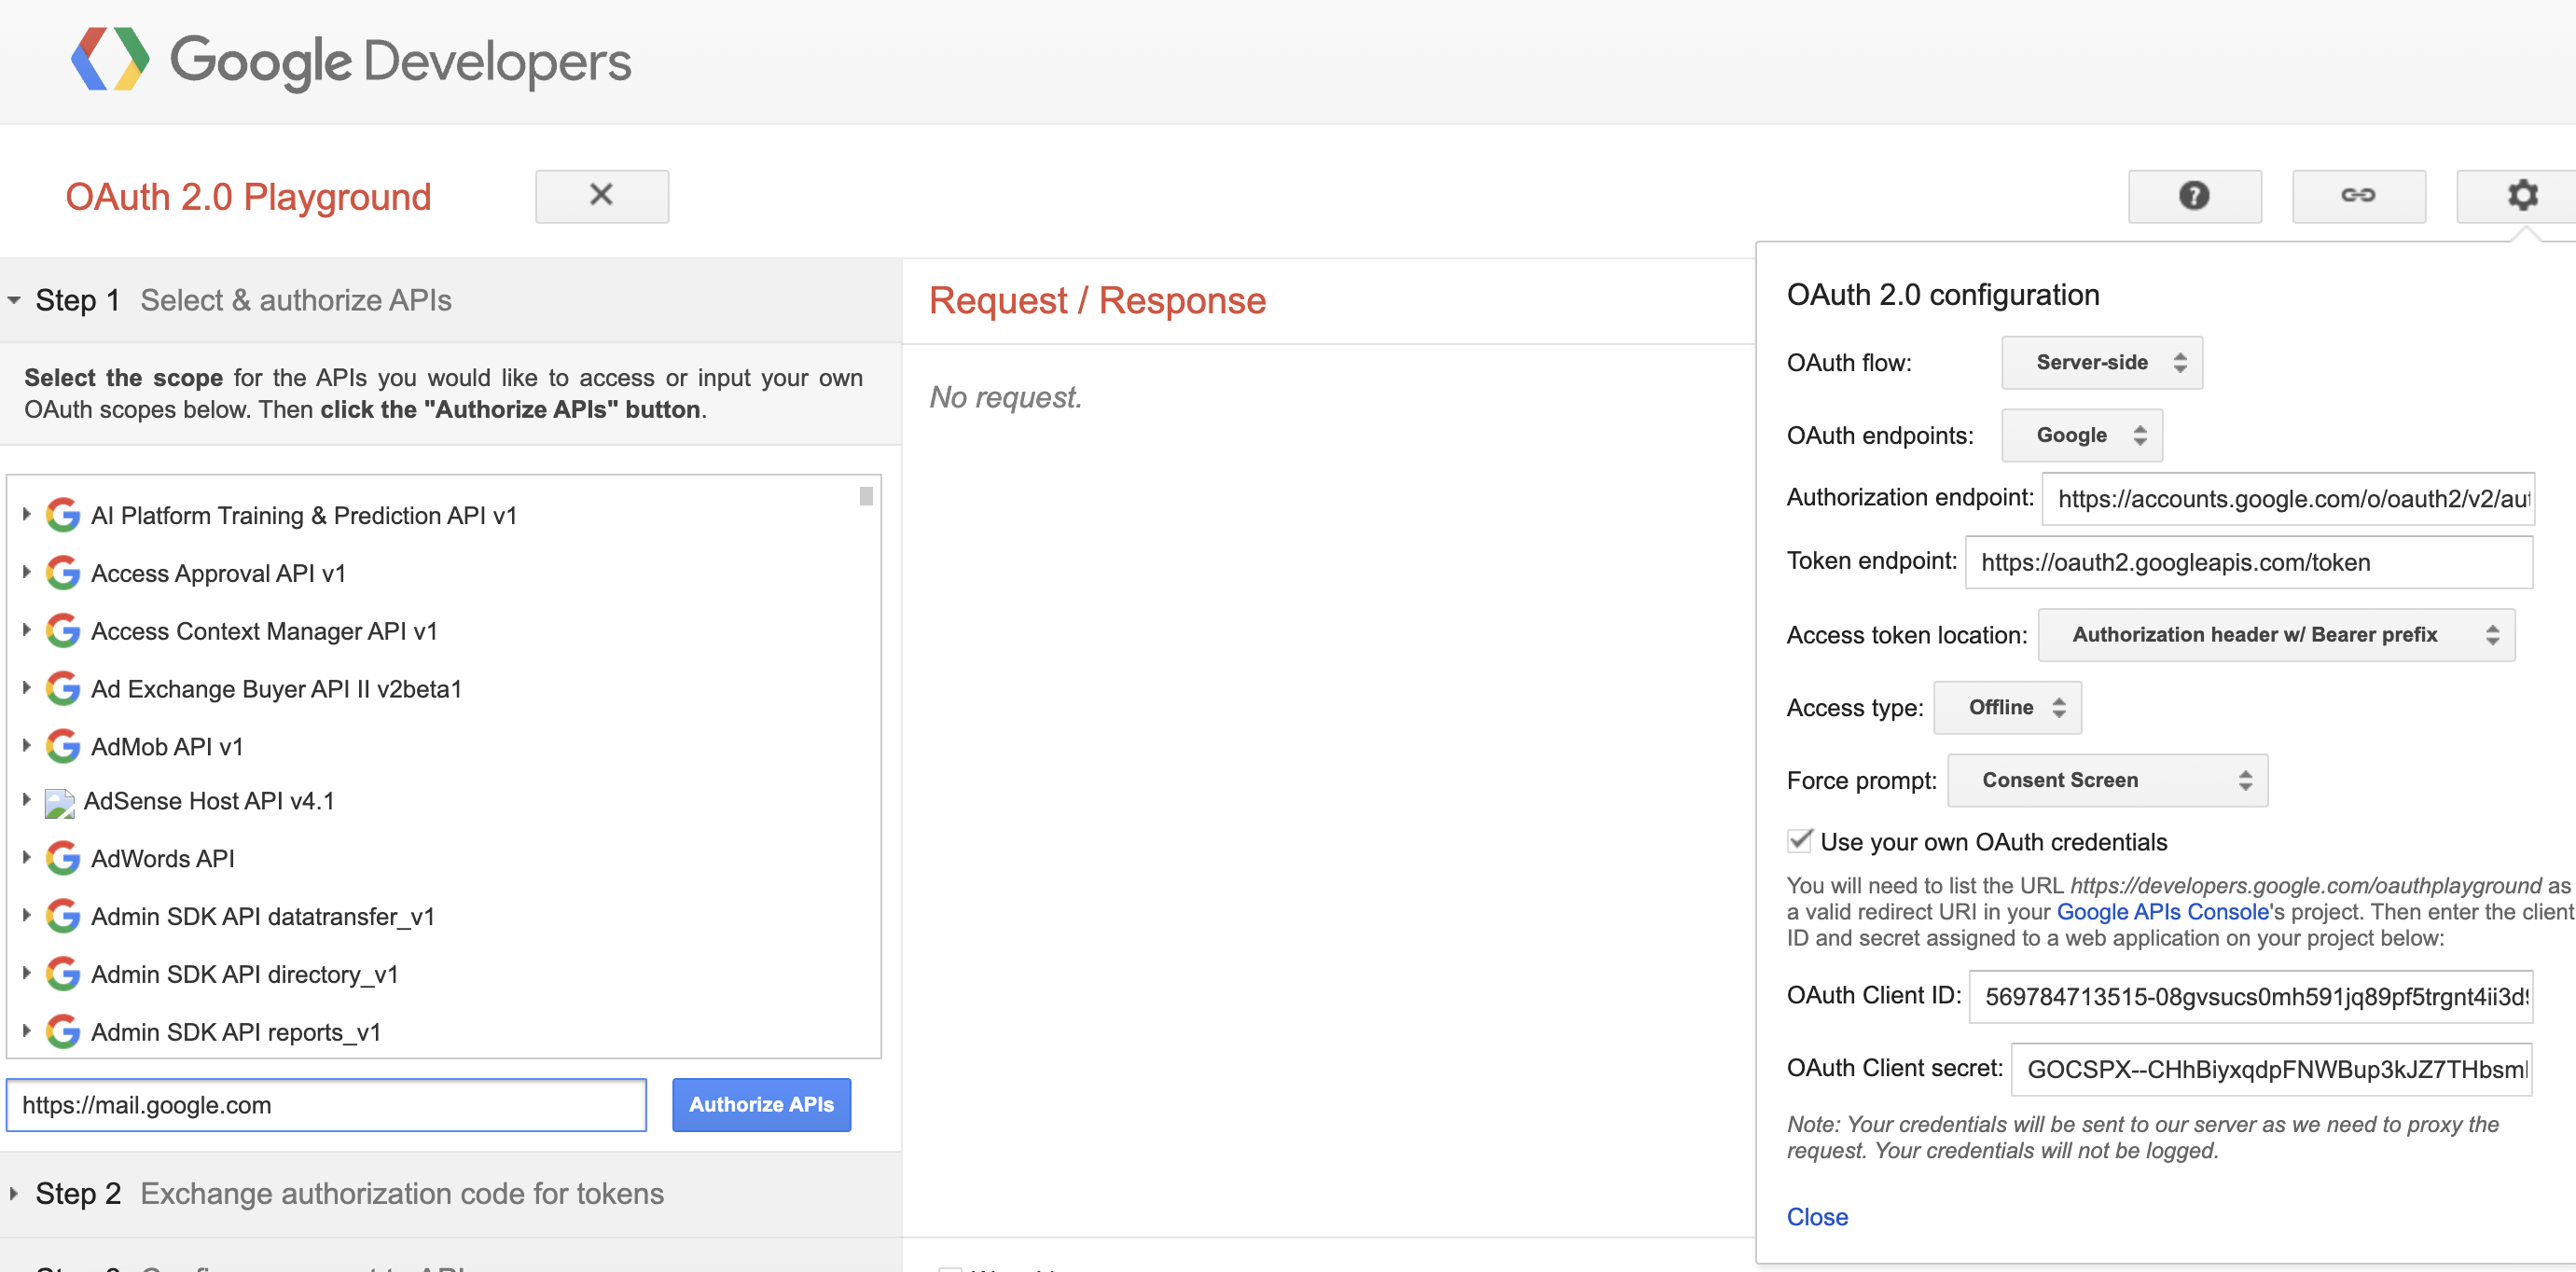 Google Developers
OAuth 2.0 Playground
Step 1 Select & authorize APIs
Select the scope for the APIs you would like to access or input your own
OAuth scopes below. Then click the "Authorize APIs" button.
AI Platform Training & Prediction API v1
Access Approval API v1
Access Context Manager API v1
Ad Exchange Buyer API II v2beta1
AdMob API v1
AdSense Host API v4.1
AdWords API
Admin SDK API datatransfer_v1
Admin SDK API directory_v1
Admin SDK API reports_v1
https://mail.google.com
Authorize APIs
Step 2 Exchange authorization code for tokens
Request / Response
No request.
OAuth 2.0 configuration
OAuth flow: Server-side
OAuth endpoints: Google
Authorization endpoint: https://accounts.google.com/o/oauth2/v2/aut
Token endpoint: https://oauth2.googleapis.com/token
Access token location: Authorization header w/ Bearer prefix
Access type: Offline
Force prompt: Consent Screen
Use your own OAuth credentials
You will need to list the URL https://developers.google.com/oauthplayground as
a valid redirect URI in your Google APIs Console's project. Then enter the client
ID and secret assigned to a web application on your project below:
OAuth Client ID: 569784713515-08gvsucs0mh591jq89pf5trgnt4ii3d
OAuth Client secret: GOCSPX--CHhBiyxqdpFNWBup3kJZ7THbsm
Note: Your credentials will be sent to our server as we need to proxy the
request. Your credentials will not be logged.
Close